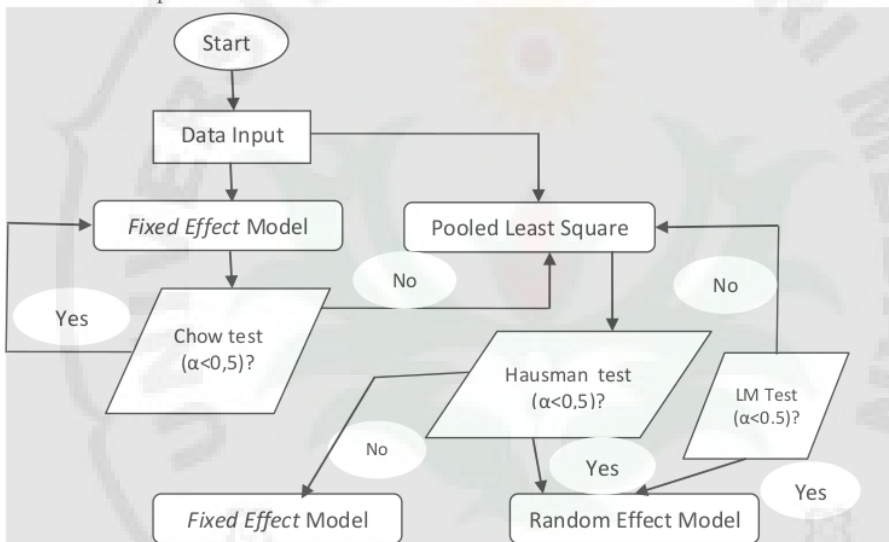 Start
Data Input
Fixed Effect Model
Pooled Least Square
No
No
Yes
Chow test
(α<0,5)?
Hausman test
(α<0,5)?
LM Test
(α<0.5)?
No
Yes
Yes
Fixed Effect Model
Random Effect Model